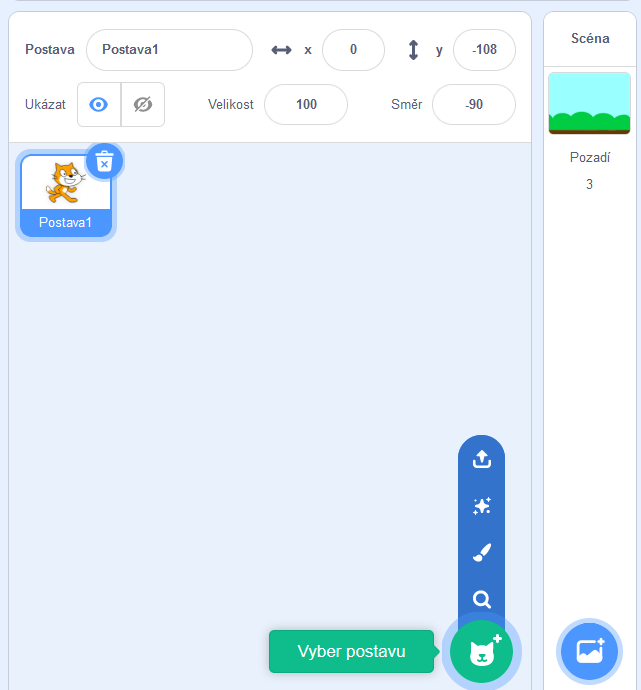 Postava Postava1 x 0 y -108
Ukázat Velikost 100 Směr -90
Postava1
Vyber postavu
Scéna
Pozadí
3